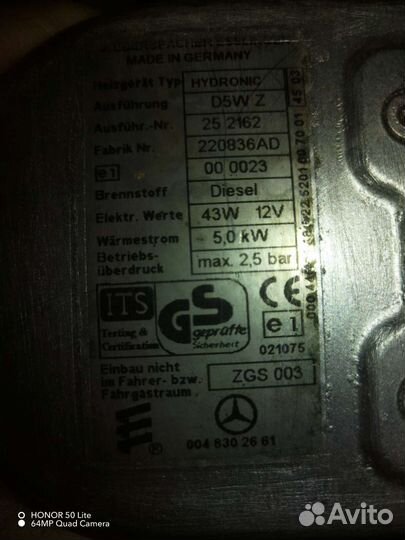 MADE IN GERMANY
Heizgerät Typ HYDRONIC
Ausführung D5W Z
Ausführ.-Nr. 25 2162
Fabrik Nr. 220836AD
e1 00 0023
Brennstoff Diesel
Elektr. Werte 43W 12V
Wärmestrom 5,0 kW
Betriebs-
überdruck max. 2,5 bar
ITS
Testing &
Certification
GS
geprüfte
Sicherheit
CE
e1
021075
Einbau nicht
im Fahrer- bzw.
Fahrgastraum.
ZGS 003
®
004 830 26 61
45 03
HONOR 50 Lite
64MP Quad Camera
Avito